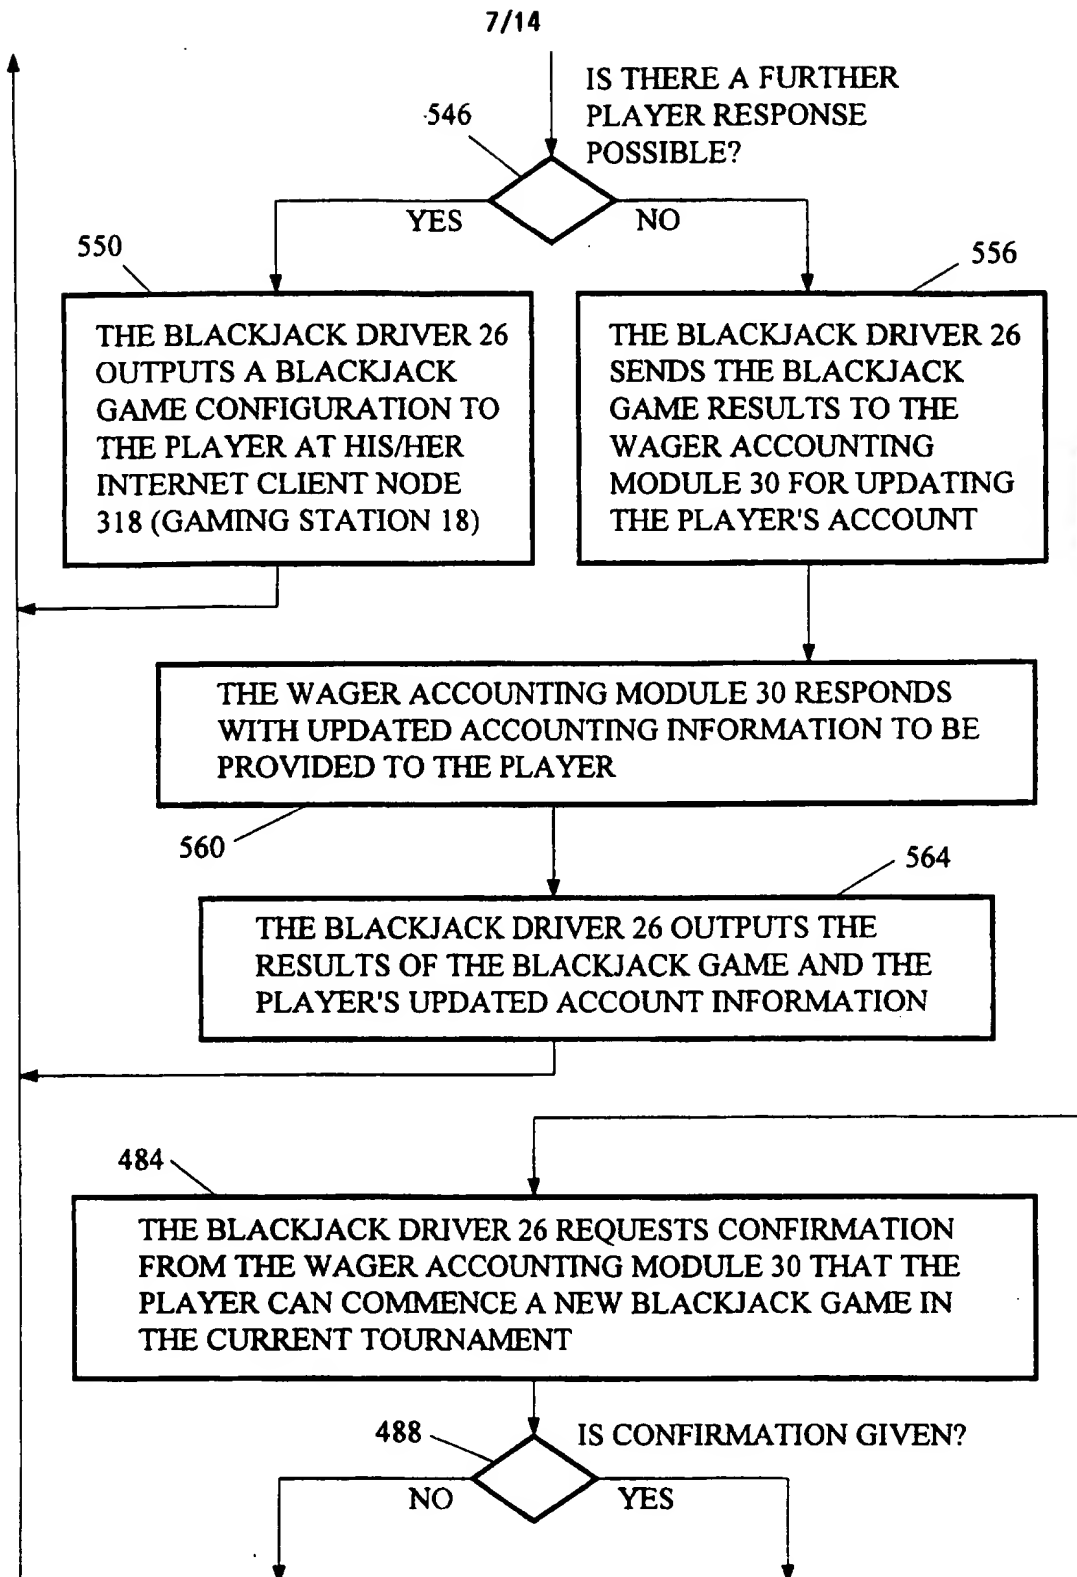 7/14
IS THERE A FURTHER
PLAYER RESPONSE
POSSIBLE?
546
YES
NO
550
556
THE BLACKJACK DRIVER 26
OUTPUTS A BLACKJACK
GAME CONFIGURATION TO
THE PLAYER AT HIS/HER
INTERNET CLIENT NODE
318 (GAMING STATION 18)
THE BLACKJACK DRIVER 26
SENDS THE BLACKJACK
GAME RESULTS TO THE
WAGER ACCOUNTING
MODULE 30 FOR UPDATING
THE PLAYER'S ACCOUNT
THE WAGER ACCOUNTING MODULE 30 RESPONDS
WITH UPDATED ACCOUNTING INFORMATION TO BE
PROVIDED TO THE PLAYER
560
564
THE BLACKJACK DRIVER 26 OUTPUTS THE
RESULTS OF THE BLACKJACK GAME AND THE
PLAYER'S UPDATED ACCOUNT INFORMATION
484
THE BLACKJACK DRIVER 26 REQUESTS CONFIRMATION
FROM THE WAGER ACCOUNTING MODULE 30 THAT THE
PLAYER CAN COMMENCE A NEW BLACKJACK GAME IN
THE CURRENT TOURNAMENT
488
IS CONFIRMATION GIVEN?
NO
YES